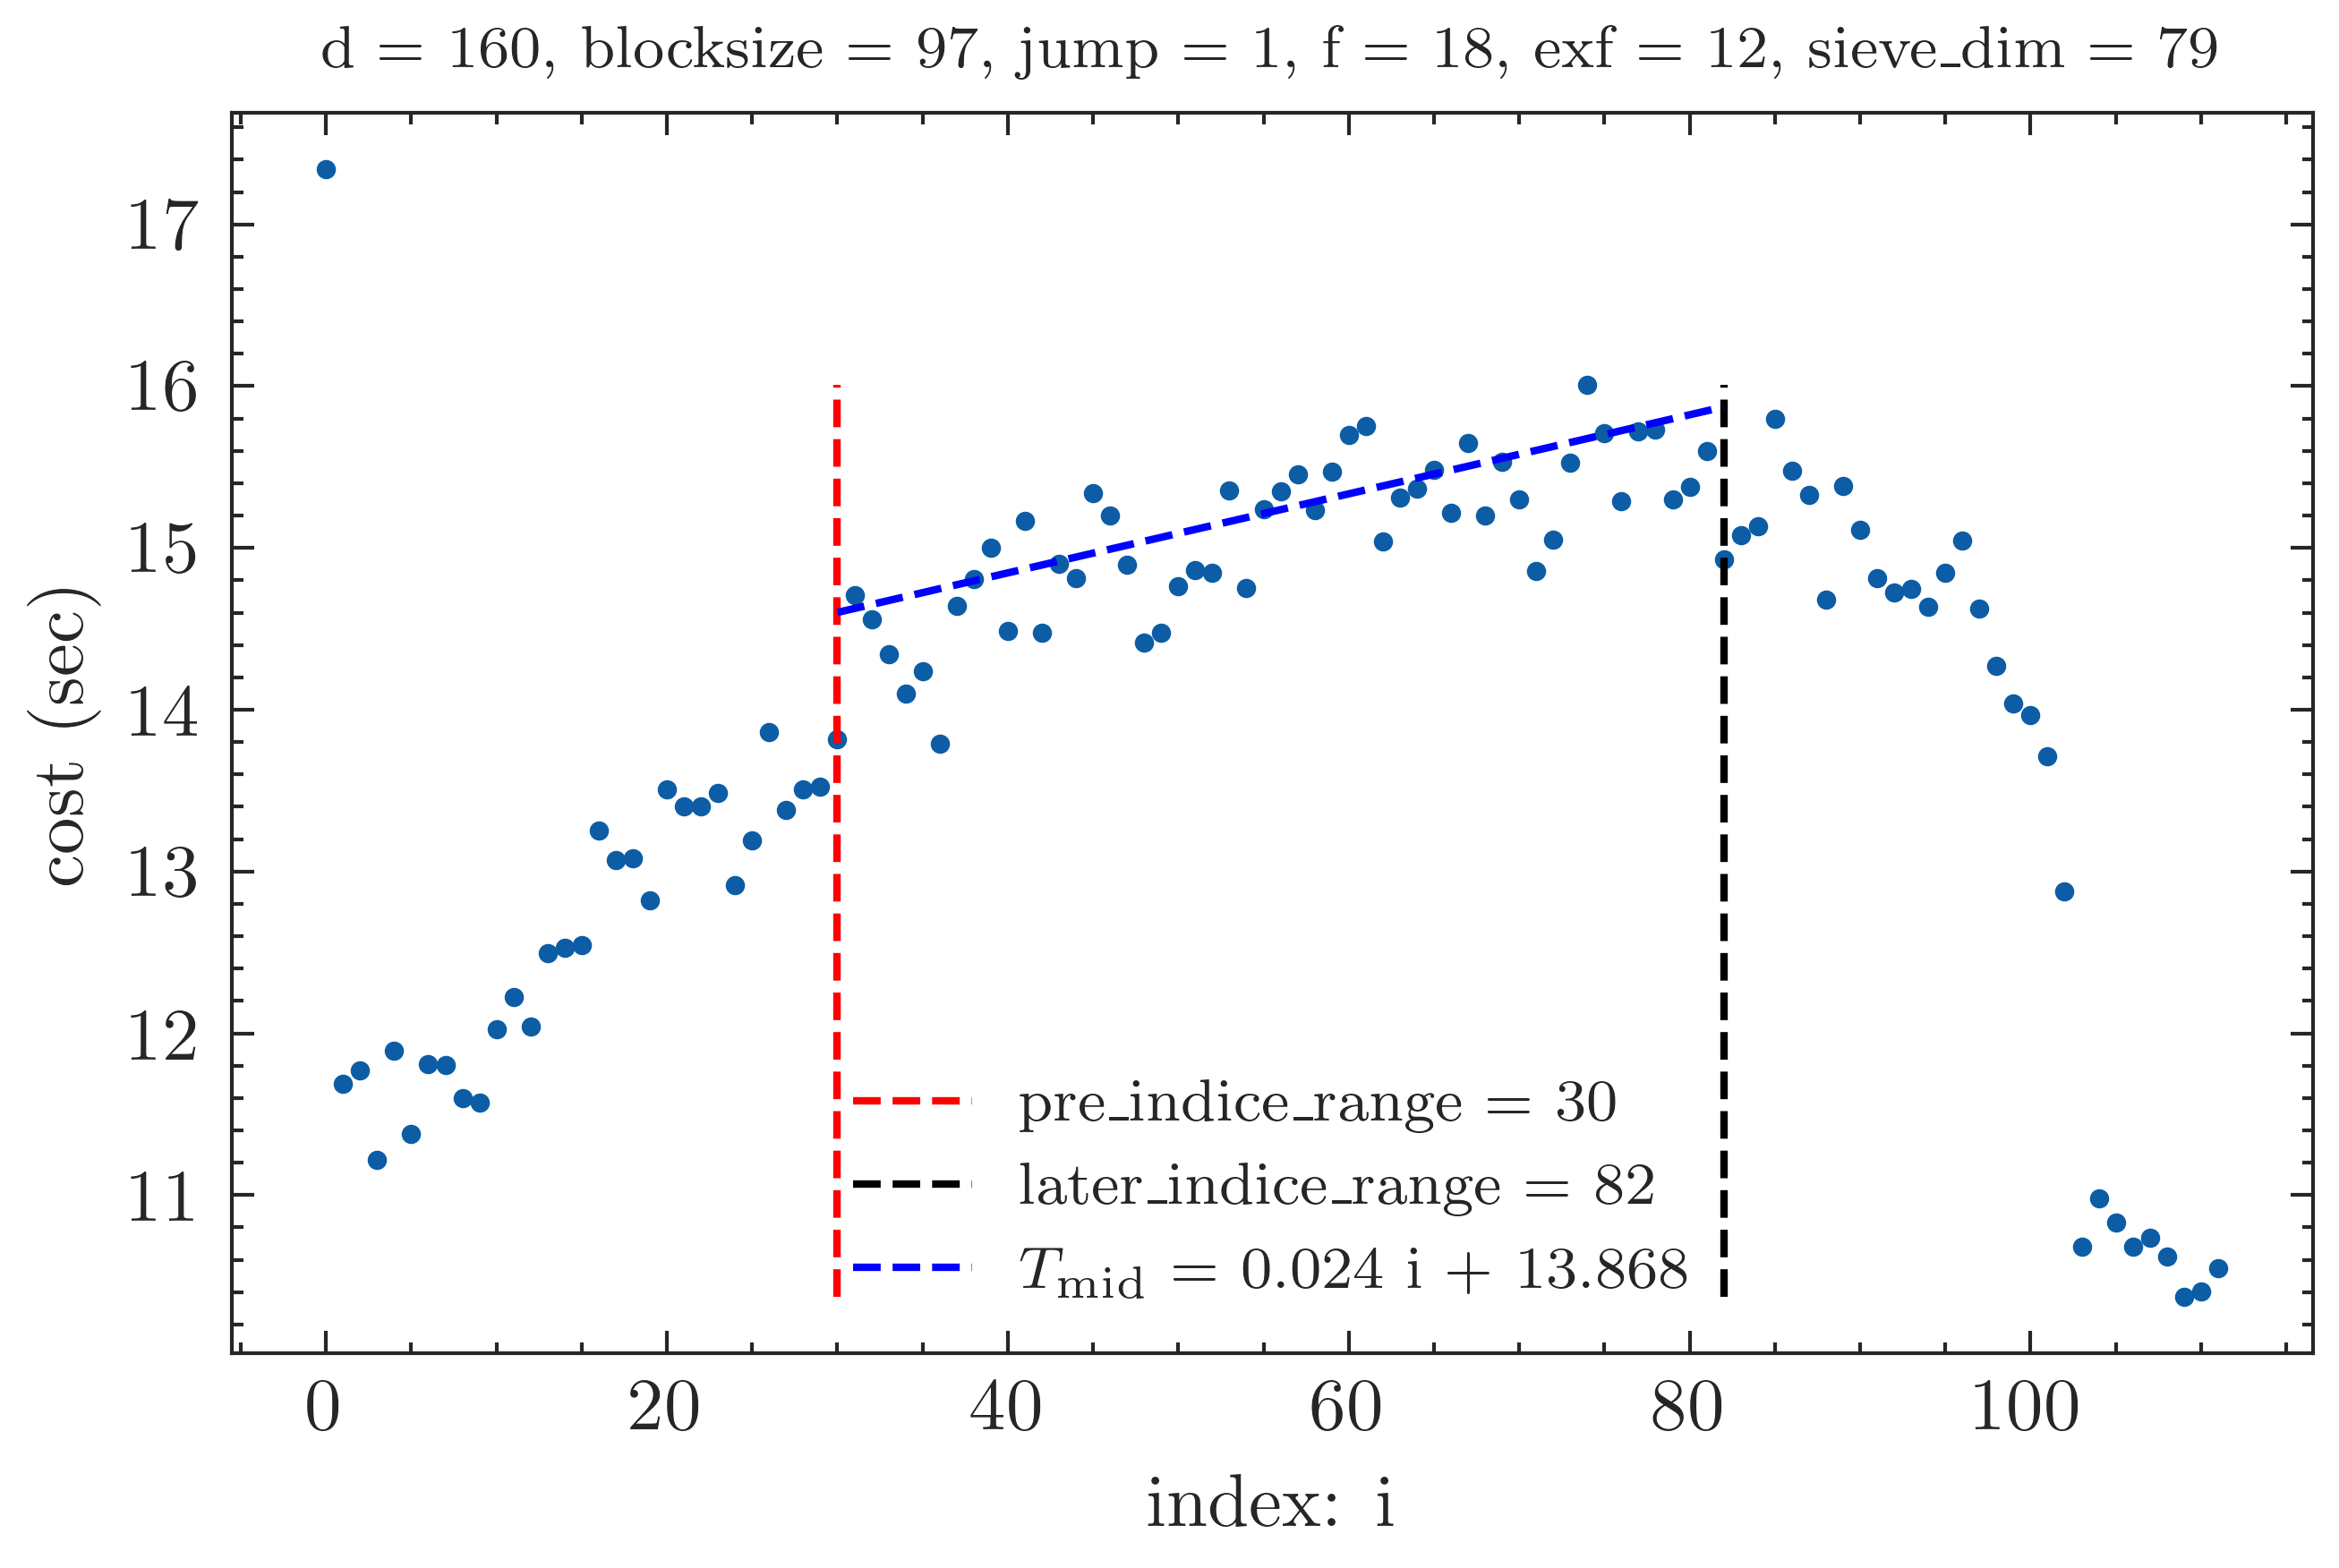 d = 160, blocksize = 97, jump = 1, f = 18, exf = 12, sieve_dim = 79
17
16
15
14
13
12
11
cost (sec)
pre_indice_range = 30
later_indice_range = 82
T_mid = 0.024 i + 13.868
0 20 40 60 80 100
index: i